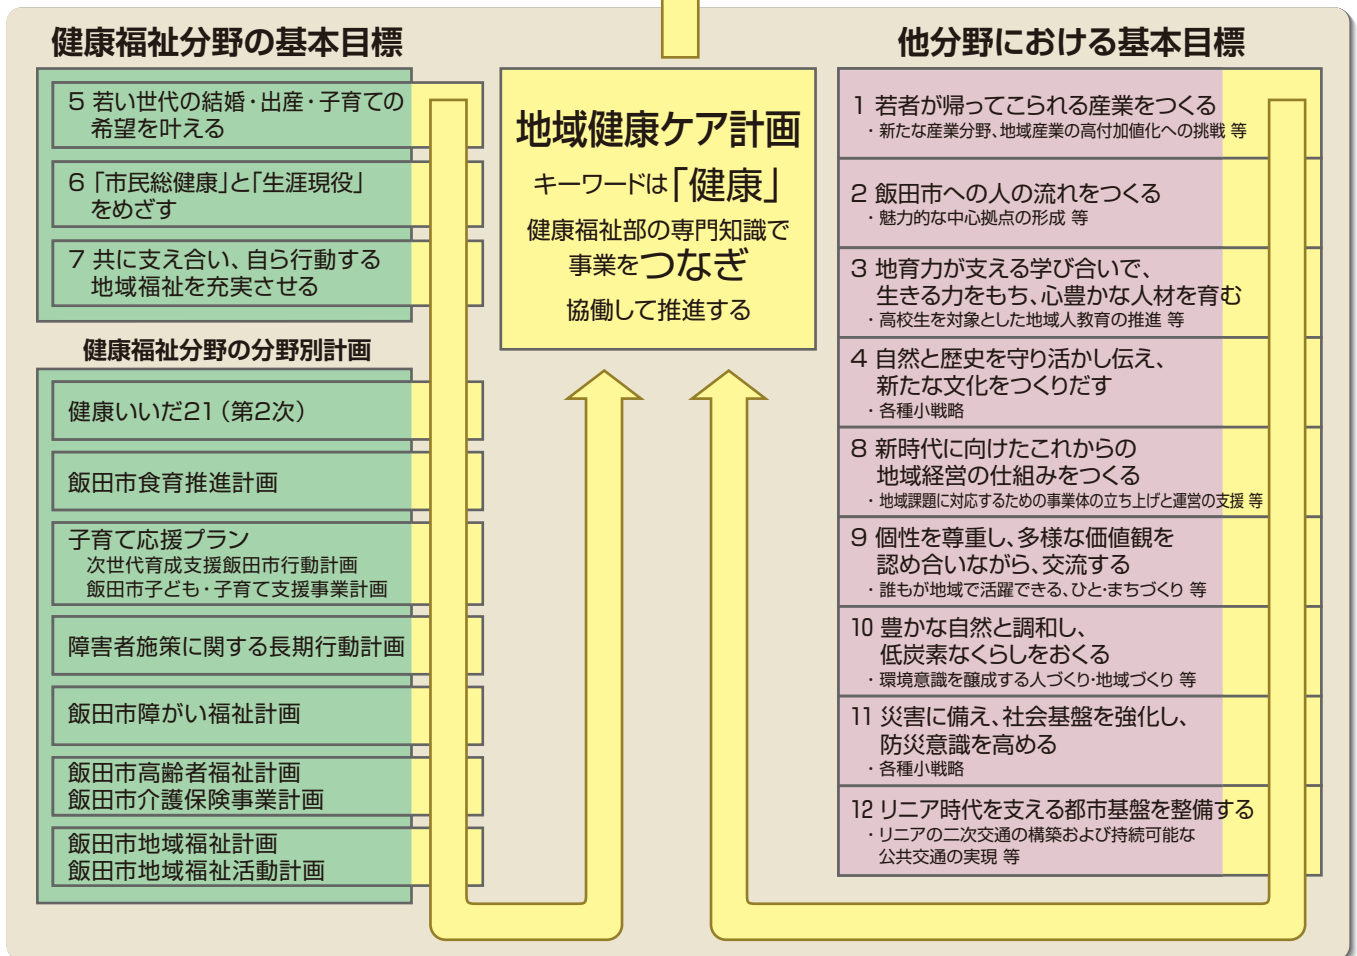 健康福祉分野の基本目標
5 若い世代の結婚・出産・子育ての
希望を叶える
6 「市民総健康」と「生涯現役」
をめざす
7 共に支え合い、自ら行動する
地域福祉を充実させる
健康福祉分野の分野別計画
健康いいだ21（第2次）
飯田市食育推進計画
子育て応援プラン
次世代育成支援飯田市行動計画
飯田市子ども・子育て支援事業計画
障害者施策に関する長期行動計画
飯田市障がい福祉計画
飯田市高齢者福祉計画
飯田市介護保険事業計画
飯田市地域福祉計画
飯田市地域福祉活動計画
地域健康ケア計画
キーワードは「健康」
健康福祉部の専門知識で
事業をつなぎ
協働して推進する
他分野における基本目標
1 若者が帰ってこられる産業をつくる
・新たな産業分野、地域産業の高付加値化への挑戦 等
2 飯田市への人の流れをつくる
・魅力的な中心拠点の形成 等
3 地育力が支える学び合いで、
生きる力をもち、心豊かな人材を育む
・高校生を対象とした地域人教育の推進 等
4 自然と歴史を守り活かし伝え、
新たな文化をつくりだす
・各種小戦略
8 新時代に向けたこれからの
地域経営の仕組みをつくる
・地域課題に対応するための事業体の立ち上げと運営の支援 等
9 個性を尊重し、多様な価値観を
認め合いながら、交流する
・誰もが地域で活躍できる、ひと・まちづくり 等
10 豊かな自然と調和し、
低炭素なくらしをおくる
・環境意識を醸成する人づくり・地域づくり 等
11 災害に備え、社会基盤を強化し、
防災意識を高める
・各種小戦略
12 リニア時代を支える都市基盤を整備する
・リニアの二次交通の構築および持続可能な
公共交通の実現 等